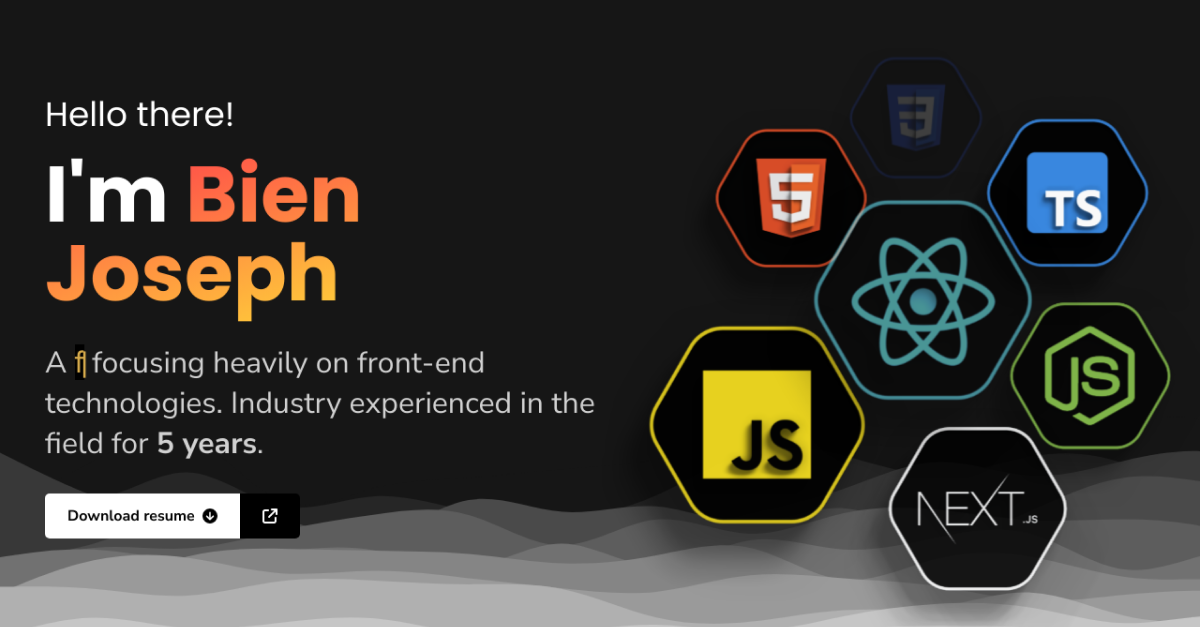 Hello there!
I'm Bien
Joseph
A fl focusing heavily on front-end
technologies. Industry experienced in the
field for 5 years.
Download resume
5
3
TS
JS
JS
NEXT.JS